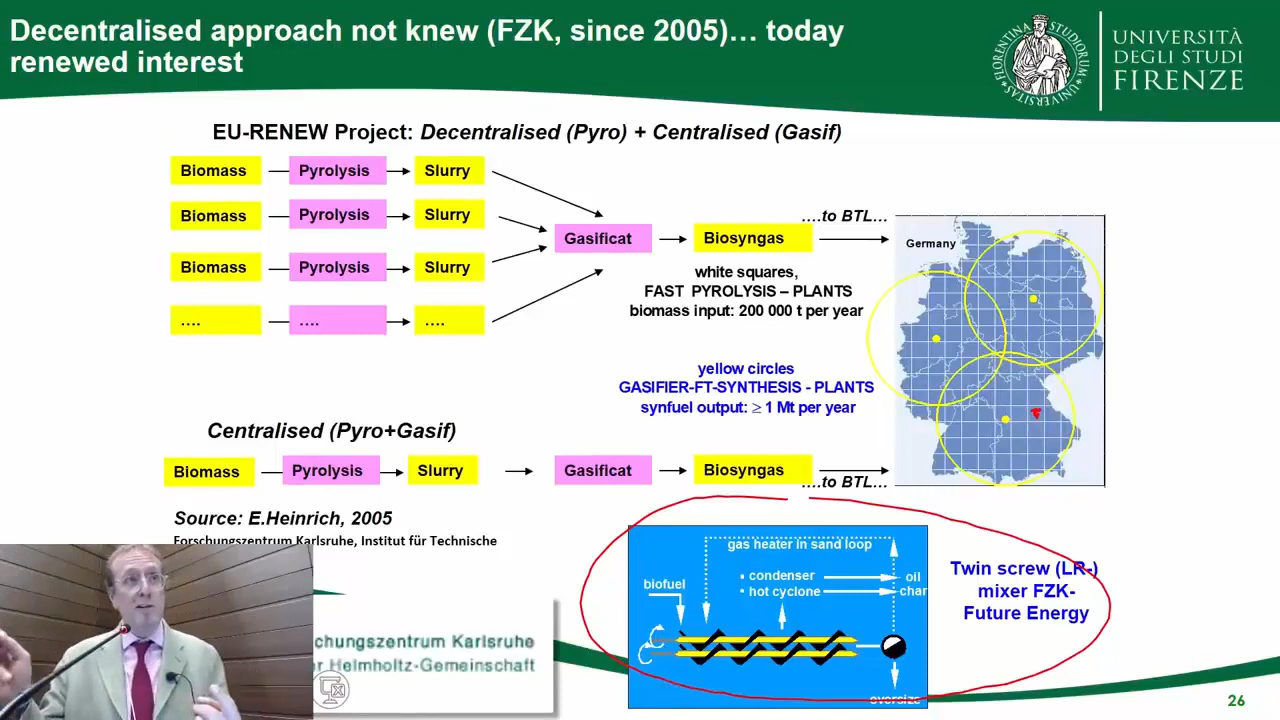 Decentralised approach not knew (FZK, since 2005)… today
renewed interest
UNIVERSITÀ
DEGLI STUDI
FIRENZE
EU-RENEW Project: Decentralised (Pyro) + Centralised (Gasif)
Biomass Pyrolysis Slurry
Biomass Pyrolysis Slurry
Biomass Pyrolysis Slurry
…. …. ….
Gasificat Biosyngas
….to BTL…
Germany
white squares,
FAST PYROLYSIS – PLANTS
biomass input: 200 000 t per year
yellow circles
GASIFIER-FT-SYNTHESIS - PLANTS
synfuel output: ≥ 1 Mt per year
Centralised (Pyro+Gasif)
Biomass Pyrolysis Slurry Gasificat Biosyngas
….to BTL…
Source: E.Heinrich, 2005
Forschungszentrum Karlsruhe, Institut für Technische
chungszentrum Karlsruhe
r Helmholtz-Gemeinschaft
gas heater in sand loop
biofuel
· condenser oil
· hot cyclone char
oversize
Twin screw (LR-)
mixer FZK-
Future Energy
26